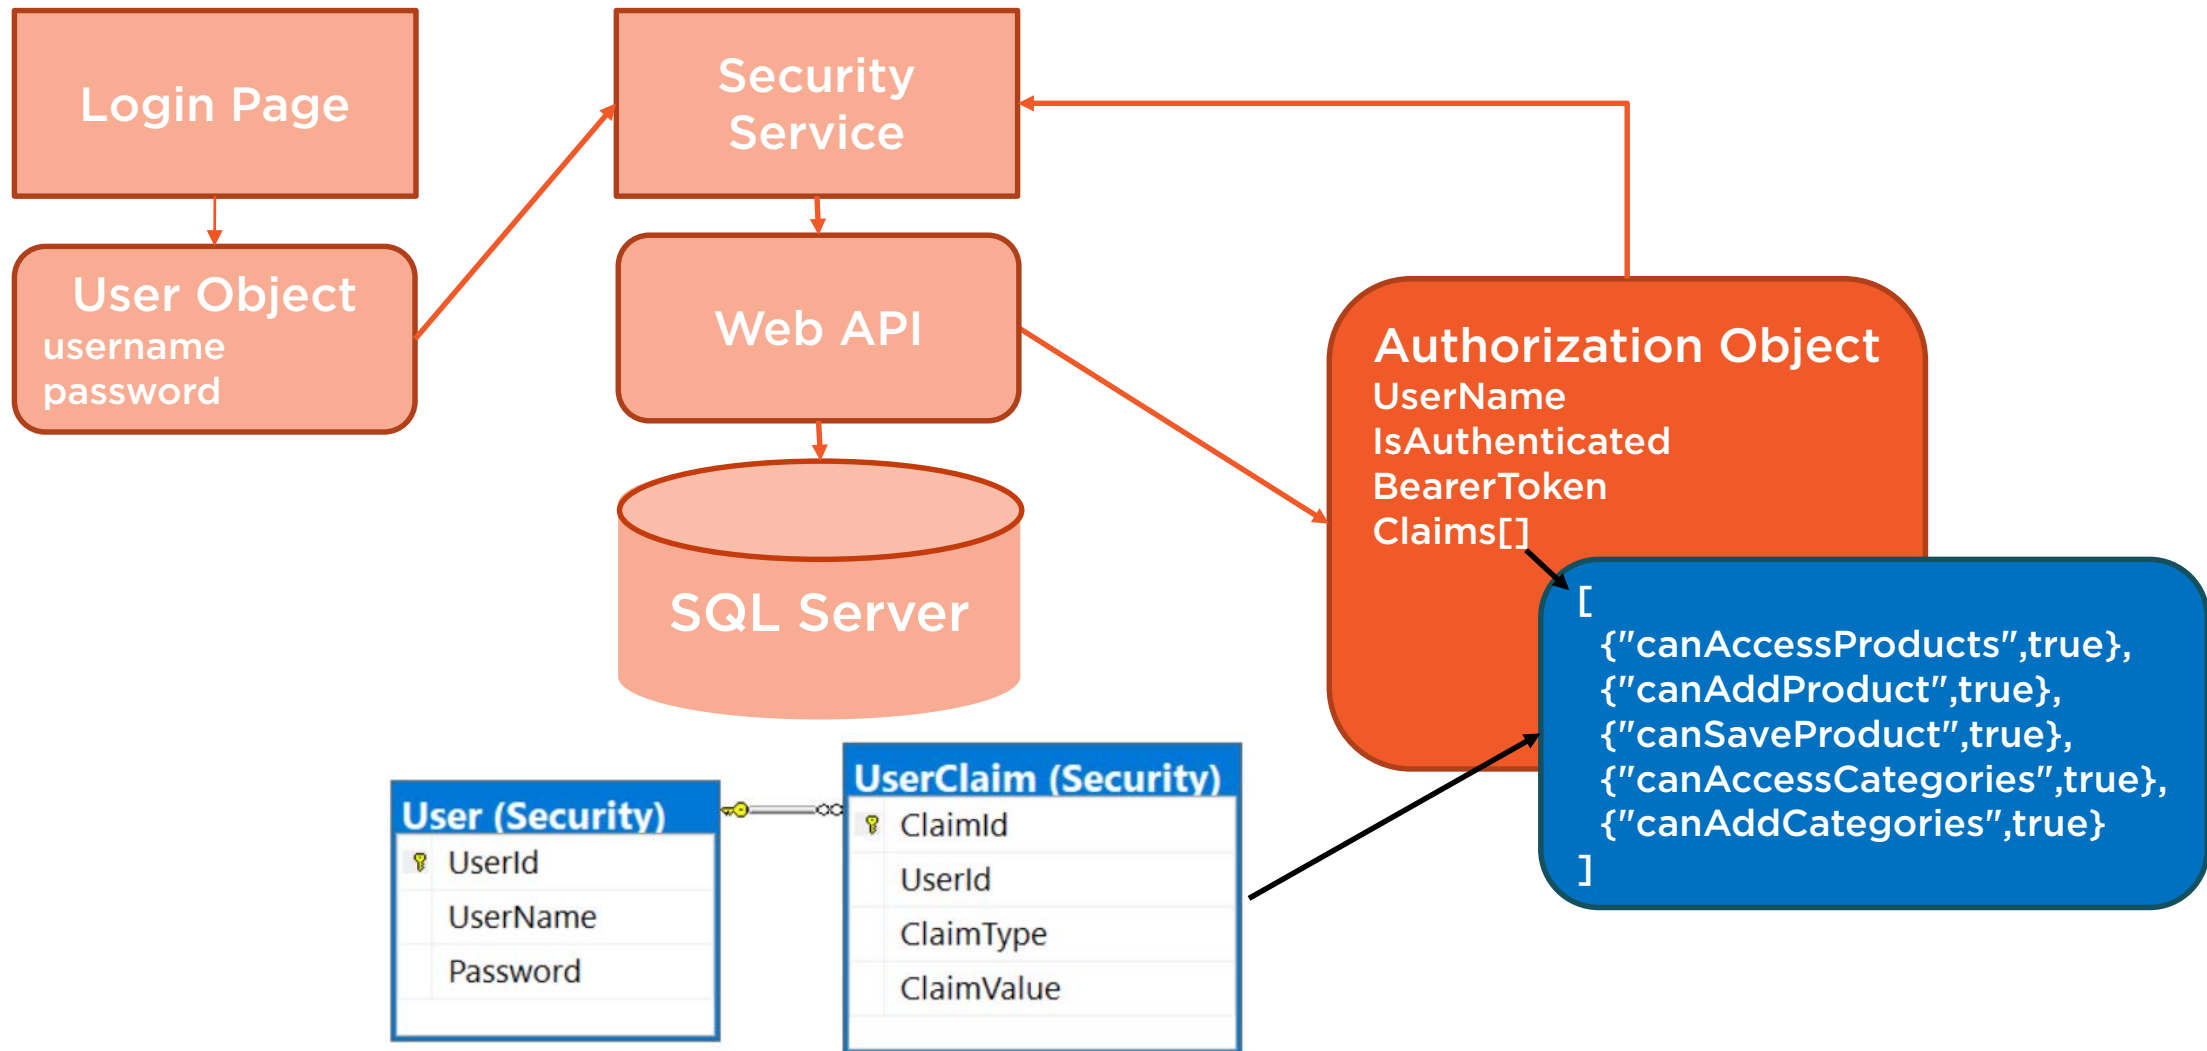 Login Page
User Object
username
password
Security
Service
Web API
SQL Server
Authorization Object
UserName
IsAuthenticated
BearerToken
Claims[]
[
{"canAccessProducts",true},
{"canAddProduct",true},
{"canSaveProduct",true},
{"canAccessCategories",true},
{"canAddCategories",true}
]
User (Security)
UserId
UserName
Password
UserClaim (Security)
ClaimId
UserId
ClaimType
ClaimValue